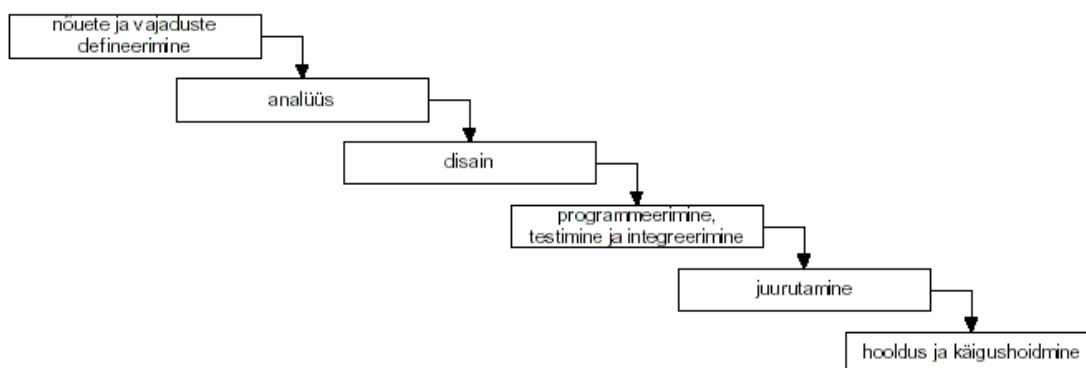 nõuete ja vajaduste
defineerimine
analüüs
disain
programmeerimine,
testimine ja integreerimine
juurutamine
hooldus ja käigushoidmine